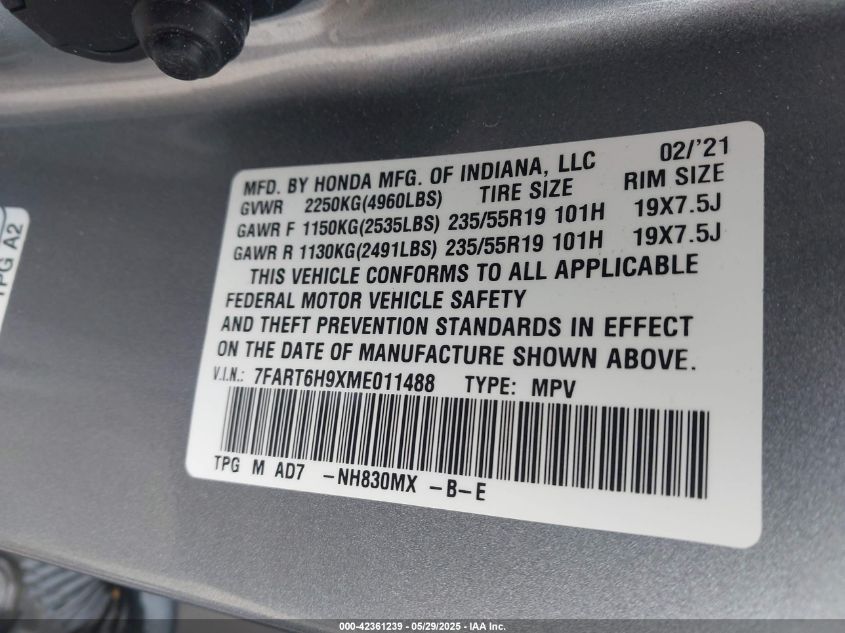 MFD. BY HONDA MFG. OF INDIANA, LLC 02/'21
GVWR 2250KG(4960LBS) TIRE SIZE RIM SIZE
GAWR F 1150KG(2535LBS) 235/55R19 101H 19X7.5J
GAWR R 1130KG(2491LBS) 235/55R19 101H 19X7.5J
THIS VEHICLE CONFORMS TO ALL APPLICABLE
FEDERAL MOTOR VEHICLE SAFETY
AND THEFT PREVENTION STANDARDS IN EFFECT
ON THE DATE OF MANUFACTURE SHOWN ABOVE.
V.I.N.: 7FART6H9XME011488 TYPE: MPV
TPG M AD7 -NH830MX -B-E
TPG A2
000-42361239 - 05/29/2025 - IAA Inc.